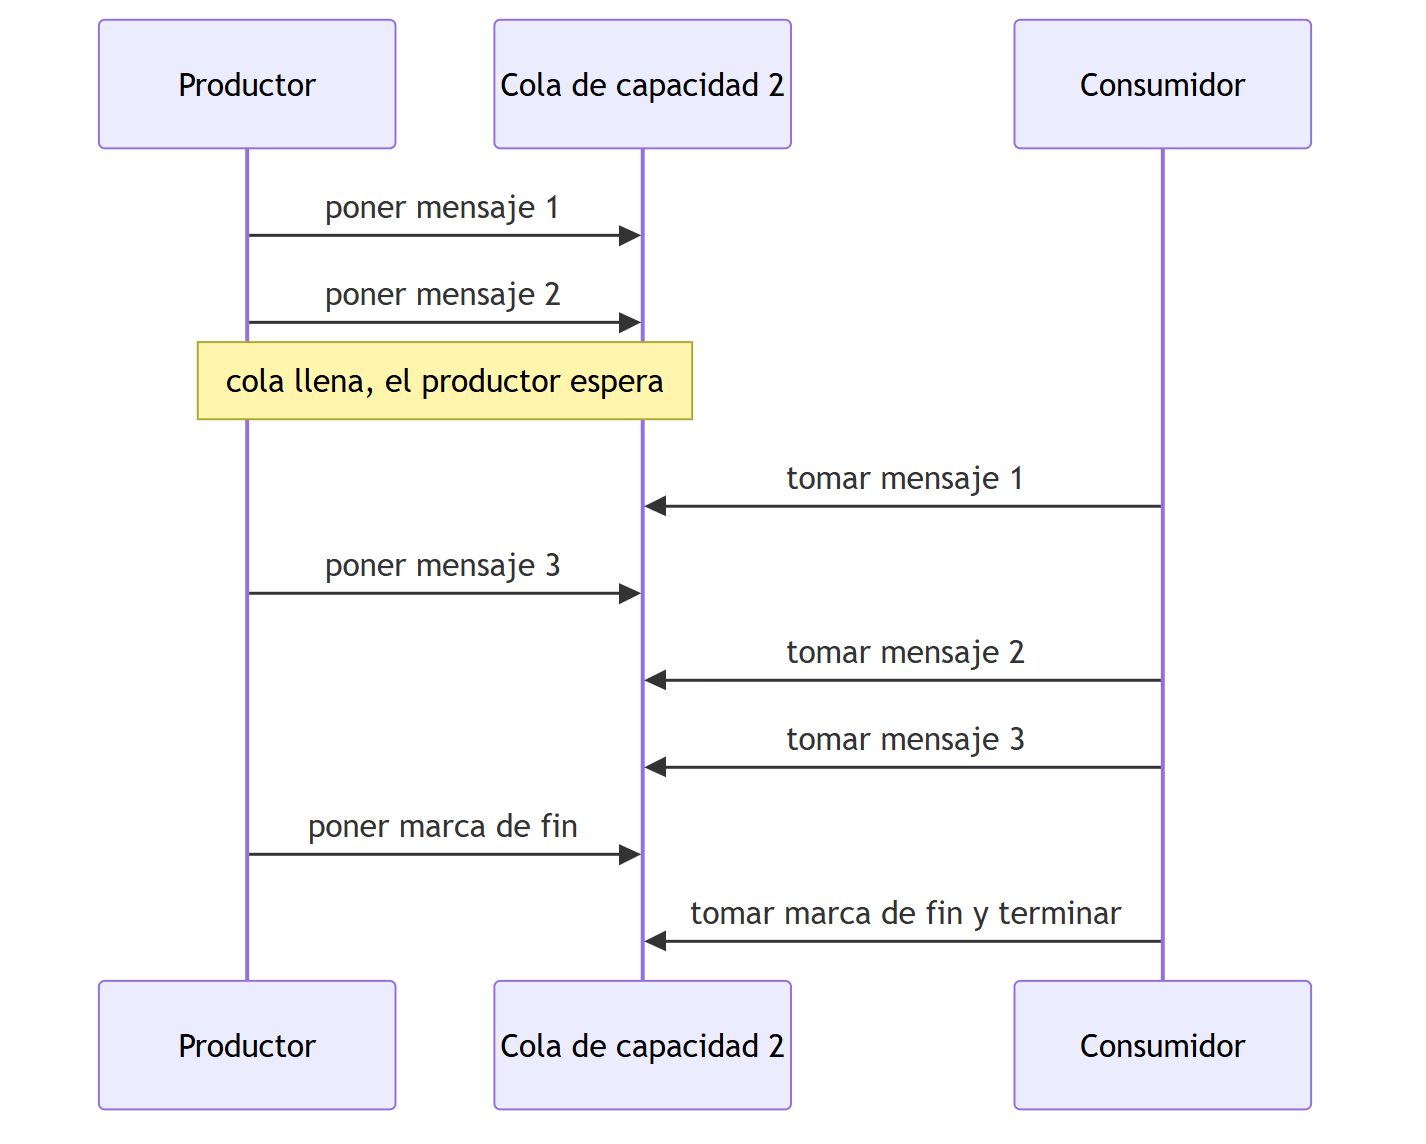 Productor
Cola de capacidad 2
Consumidor
poner mensaje 1
poner mensaje 2
cola llena, el productor espera
tomar mensaje 1
poner mensaje 3
tomar mensaje 2
tomar mensaje 3
poner marca de fin
tomar marca de fin y terminar
Productor
Cola de capacidad 2
Consumidor